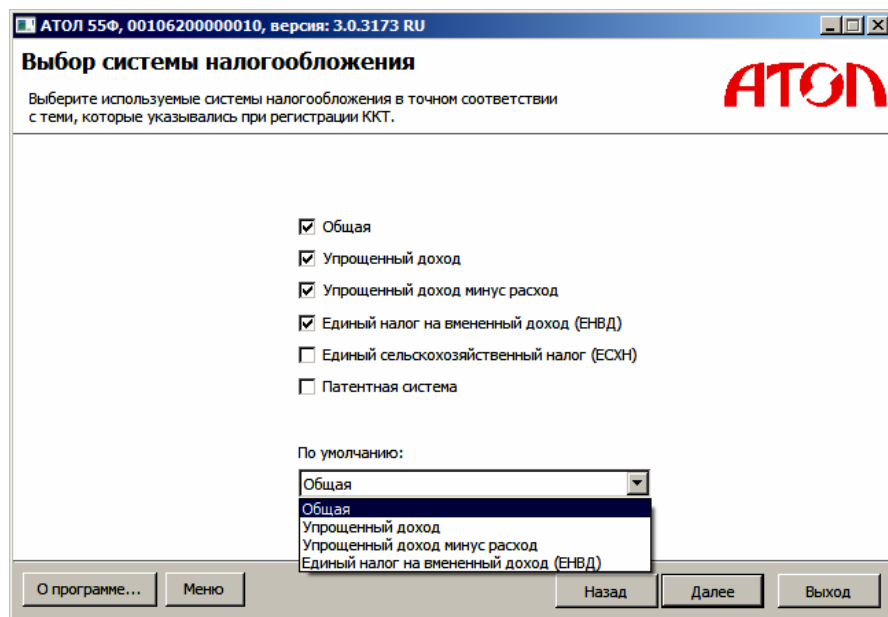 АТОЛ 55Ф, 00106200000010, версия: 3.0.3173 RU
Выбор системы налогообложения
Выберите используемые системы налогообложения в точном соответствии
с теми, которые указывались при регистрации ККТ.
АТОЛ
Общая
Упрощенный доход
Упрощенный доход минус расход
Единый налог на вмененный доход (ЕНВД)
Единый сельскохозяйственный налог (ЕСХН)
Патентная система
По умолчанию:
Общая
Общая
Упрощенный доход
Упрощенный доход минус расход
Единый налог на вмененный доход (ЕНВД)
О программе... Меню Назад Далее Выход